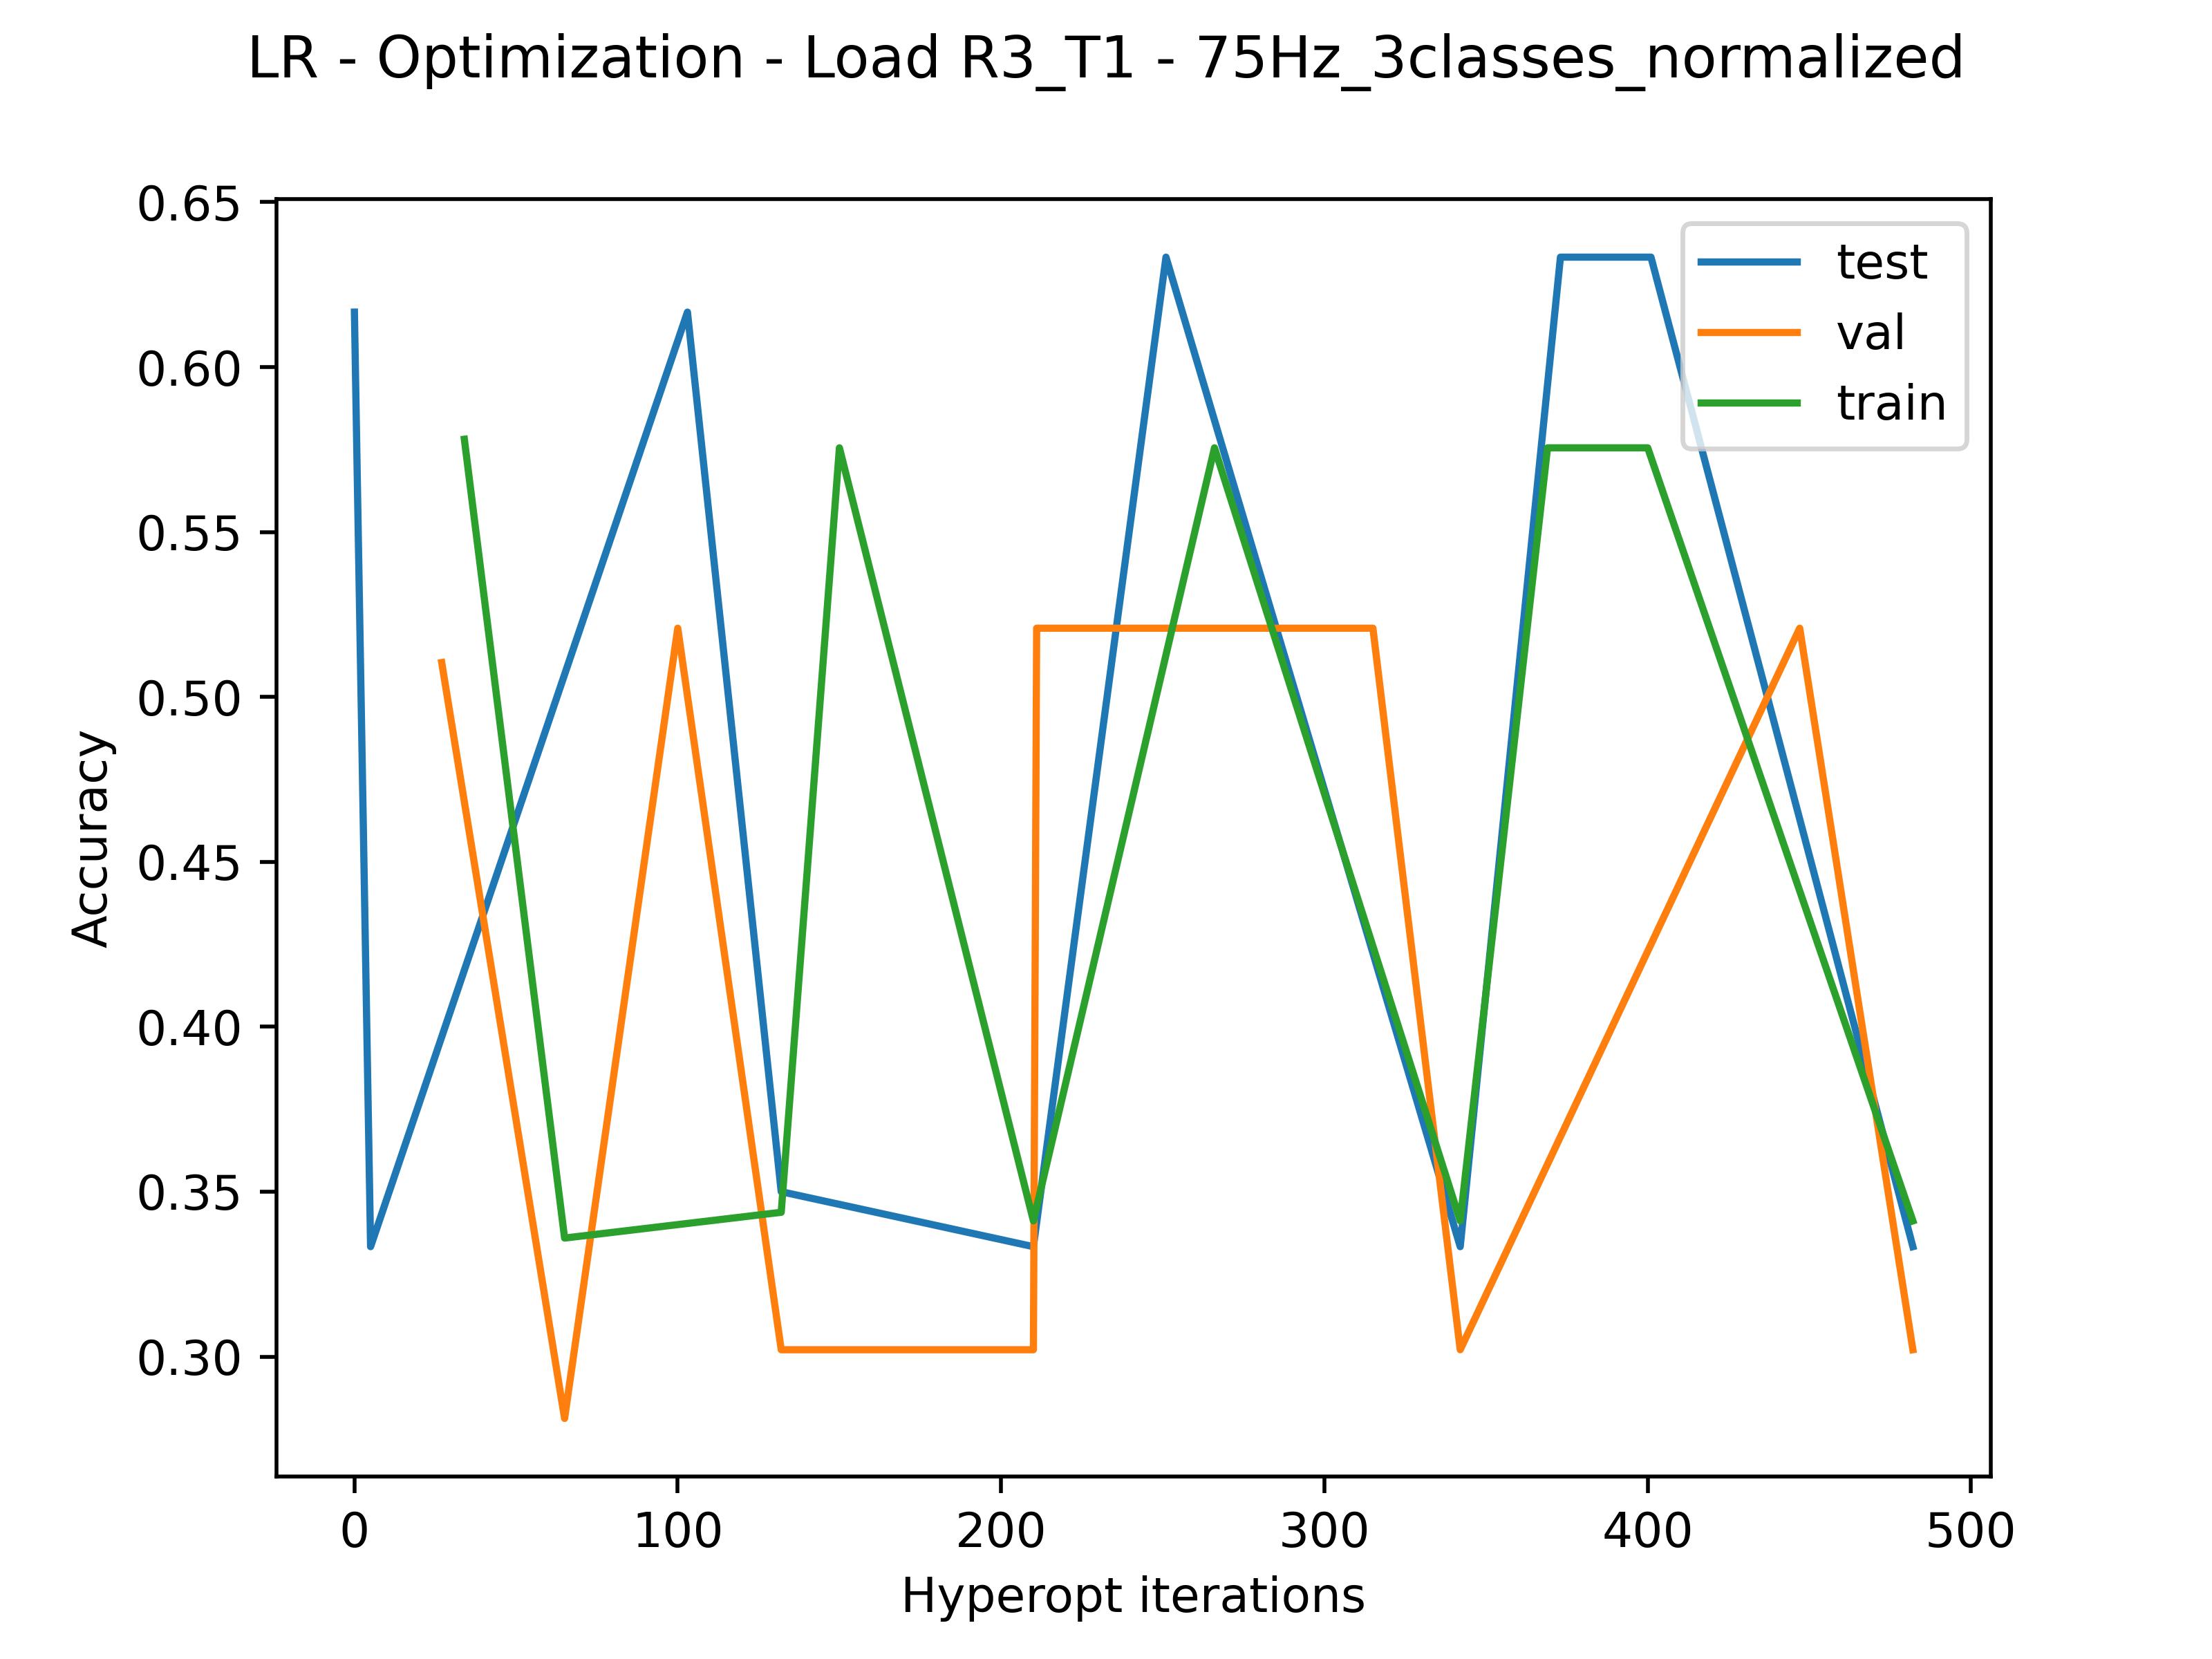 LR - Optimization - Load R3_T1 - 75Hz_3classes_normalized
0.65
0.60
0.55
0.50
0.45
0.40
0.35
0.30
Accuracy
test
val
train
0 100 200 300 400 500
Hyperopt iterations